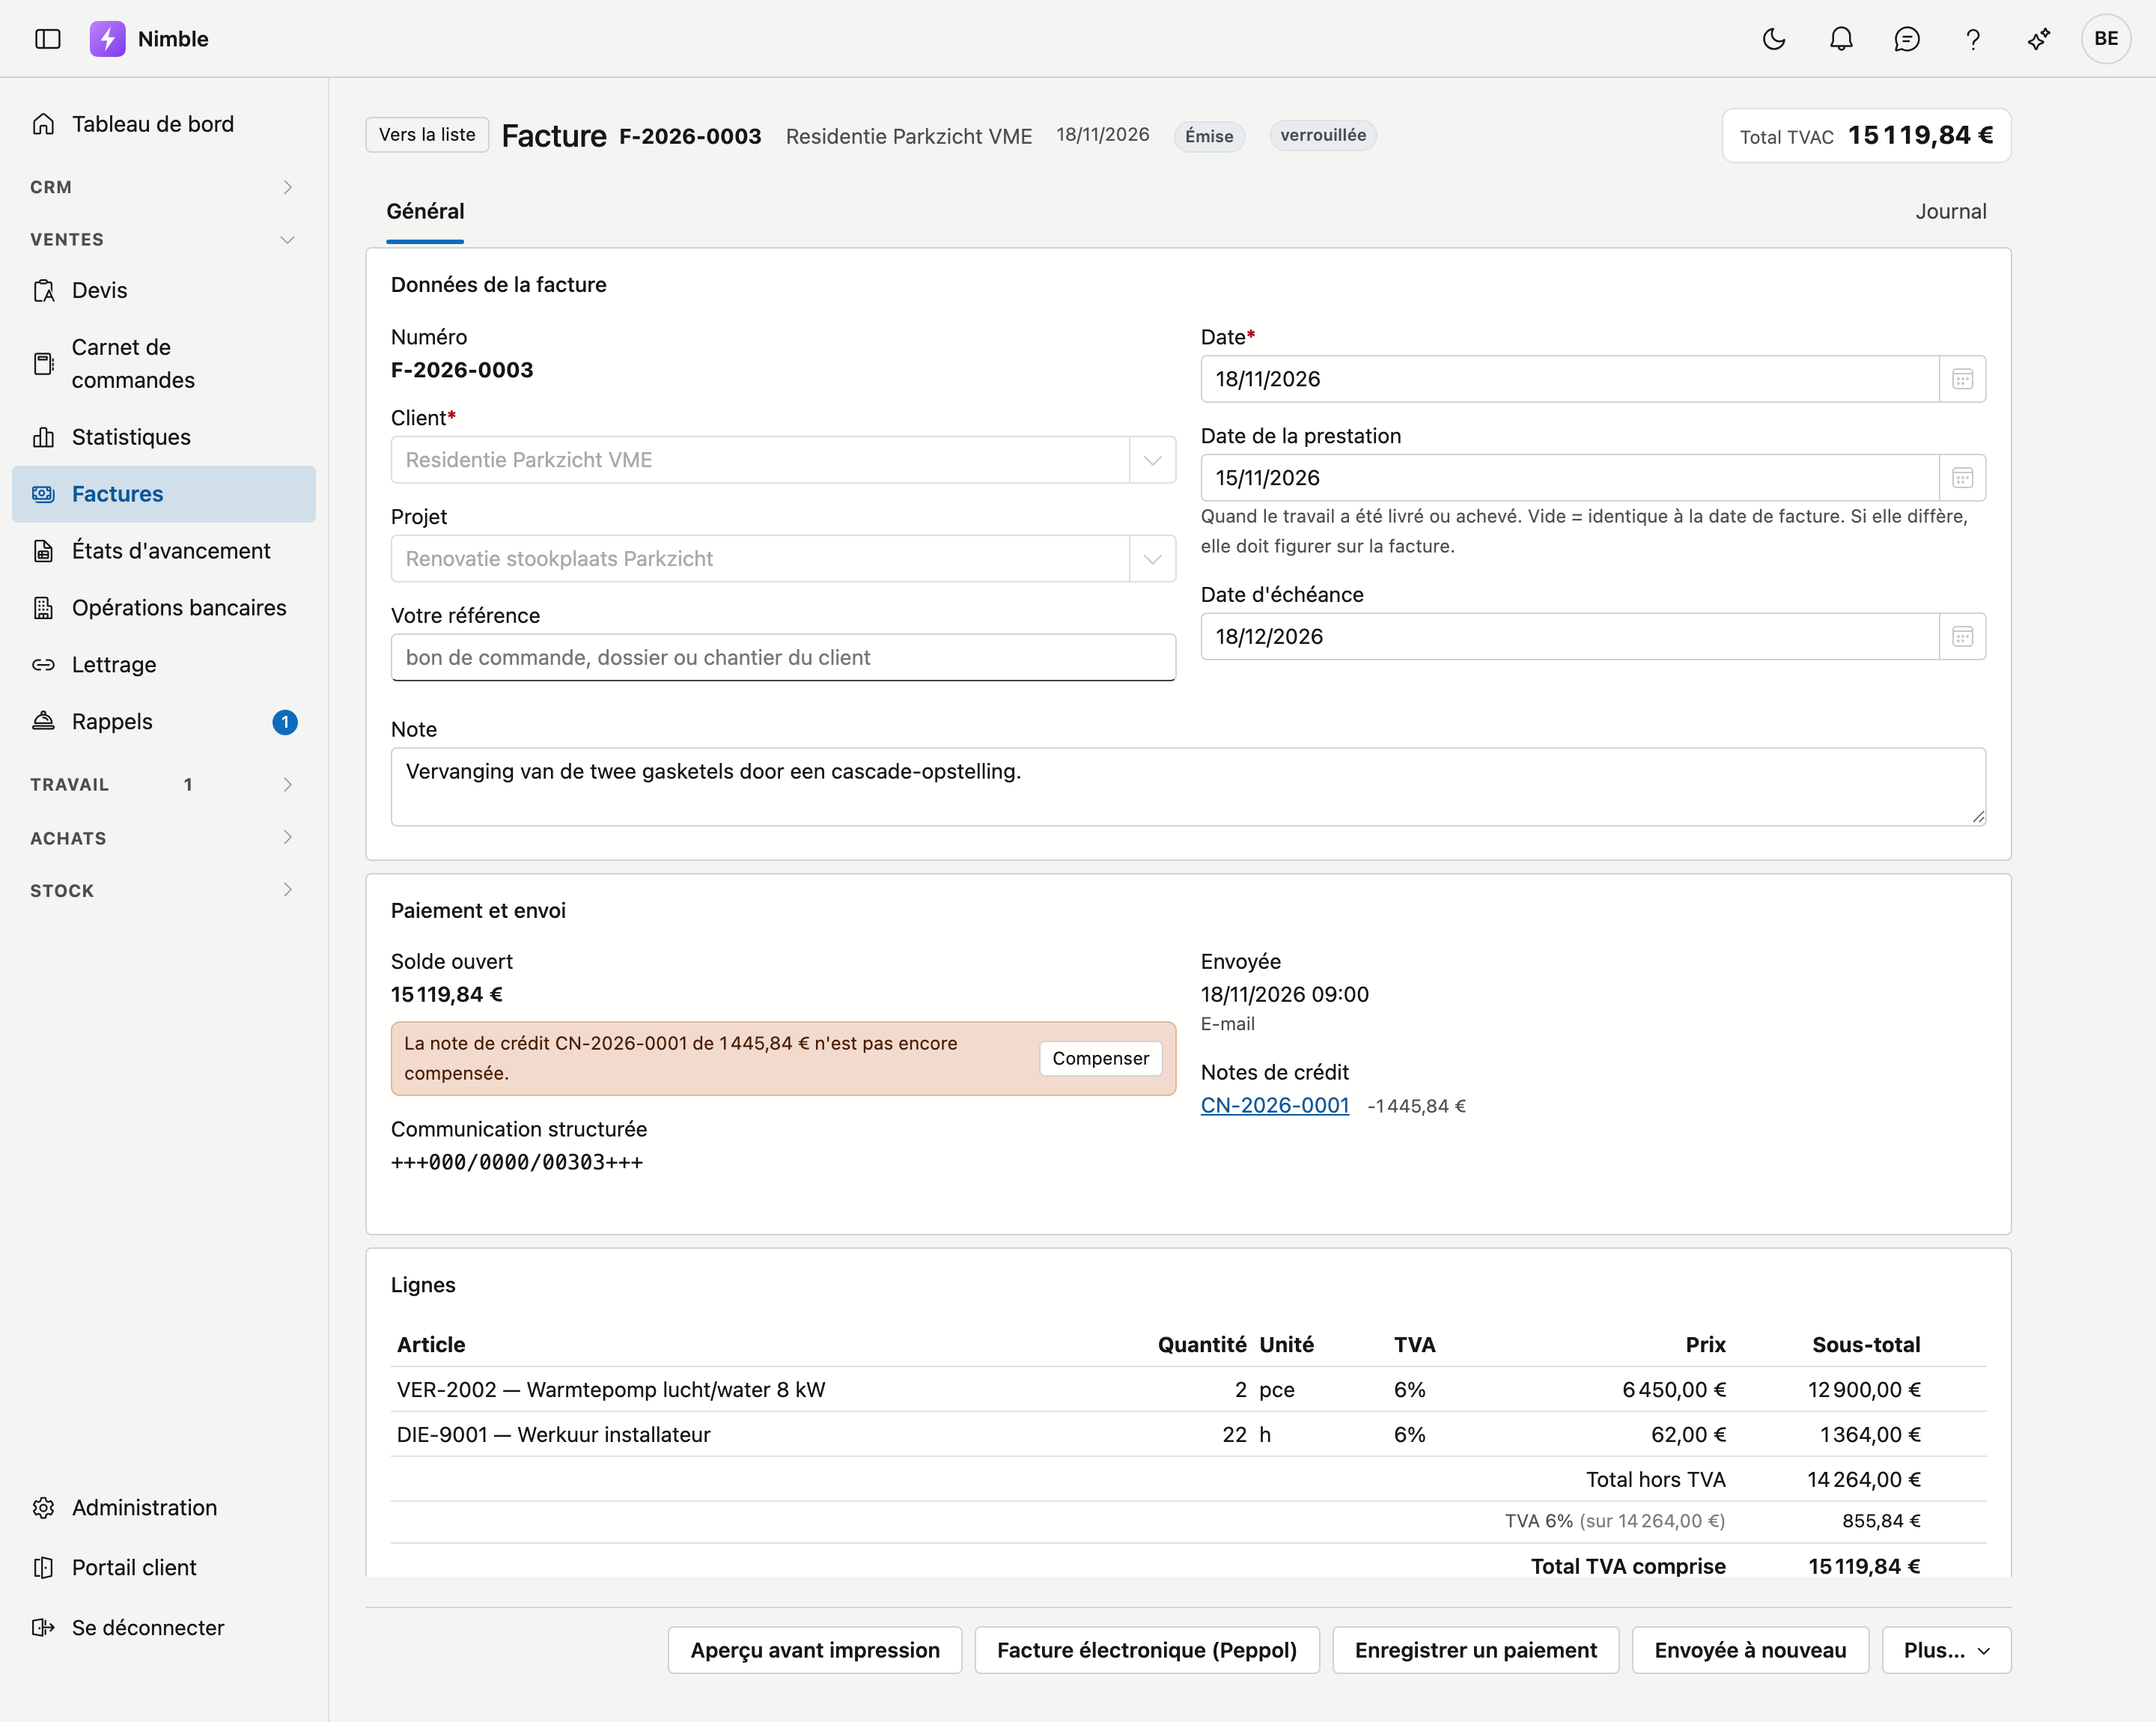 Nimble
BE
Tableau de bord
CRM
VENTES
Devis
Carnet de
commandes
Statistiques
Factures
États d'avancement
Opérations bancaires
Lettrage
Rappels 1
TRAVAIL 1
ACHATS
STOCK
Administration
Portail client
Se déconnecter
Vers la liste Facture F-2026-0003 Residentie Parkzicht VME 18/11/2026 Émise verrouillée Total TVAC 15 119,84 €
Général Journal
Données de la facture
Numéro
F-2026-0003
Client*
Residentie Parkzicht VME
Projet
Renovatie stookplaats Parkzicht
Votre référence
bon de commande, dossier ou chantier du client
Date*
18/11/2026
Date de la prestation
15/11/2026
Quand le travail a été livré ou achevé. Vide = identique à la date de facture. Si elle diffère,
elle doit figurer sur la facture.
Date d'échéance
18/12/2026
Note
Vervanging van de twee gasketels door een cascade-opstelling.
Paiement et envoi
Solde ouvert
15 119,84 €
La note de crédit CN-2026-0001 de 1 445,84 € n'est pas encore
compensée.
Compenser
Communication structurée
+++000/0000/00303+++
Envoyée
18/11/2026 09:00
E-mail
Notes de crédit
CN-2026-0001 -1 445,84 €
Lignes
Article Quantité Unité TVA Prix Sous-total
VER-2002 — Warmtepomp lucht/water 8 kW 2 pce 6% 6 450,00 € 12 900,00 €
DIE-9001 — Werkuur installateur 22 h 6% 62,00 € 1 364,00 €
Total hors TVA 14 264,00 €
TVA 6% (sur 14 264,00 €) 855,84 €
Total TVA comprise 15 119,84 €
Aperçu avant impression Facture électronique (Peppol) Enregistrer un paiement Envoyée à nouveau Plus...